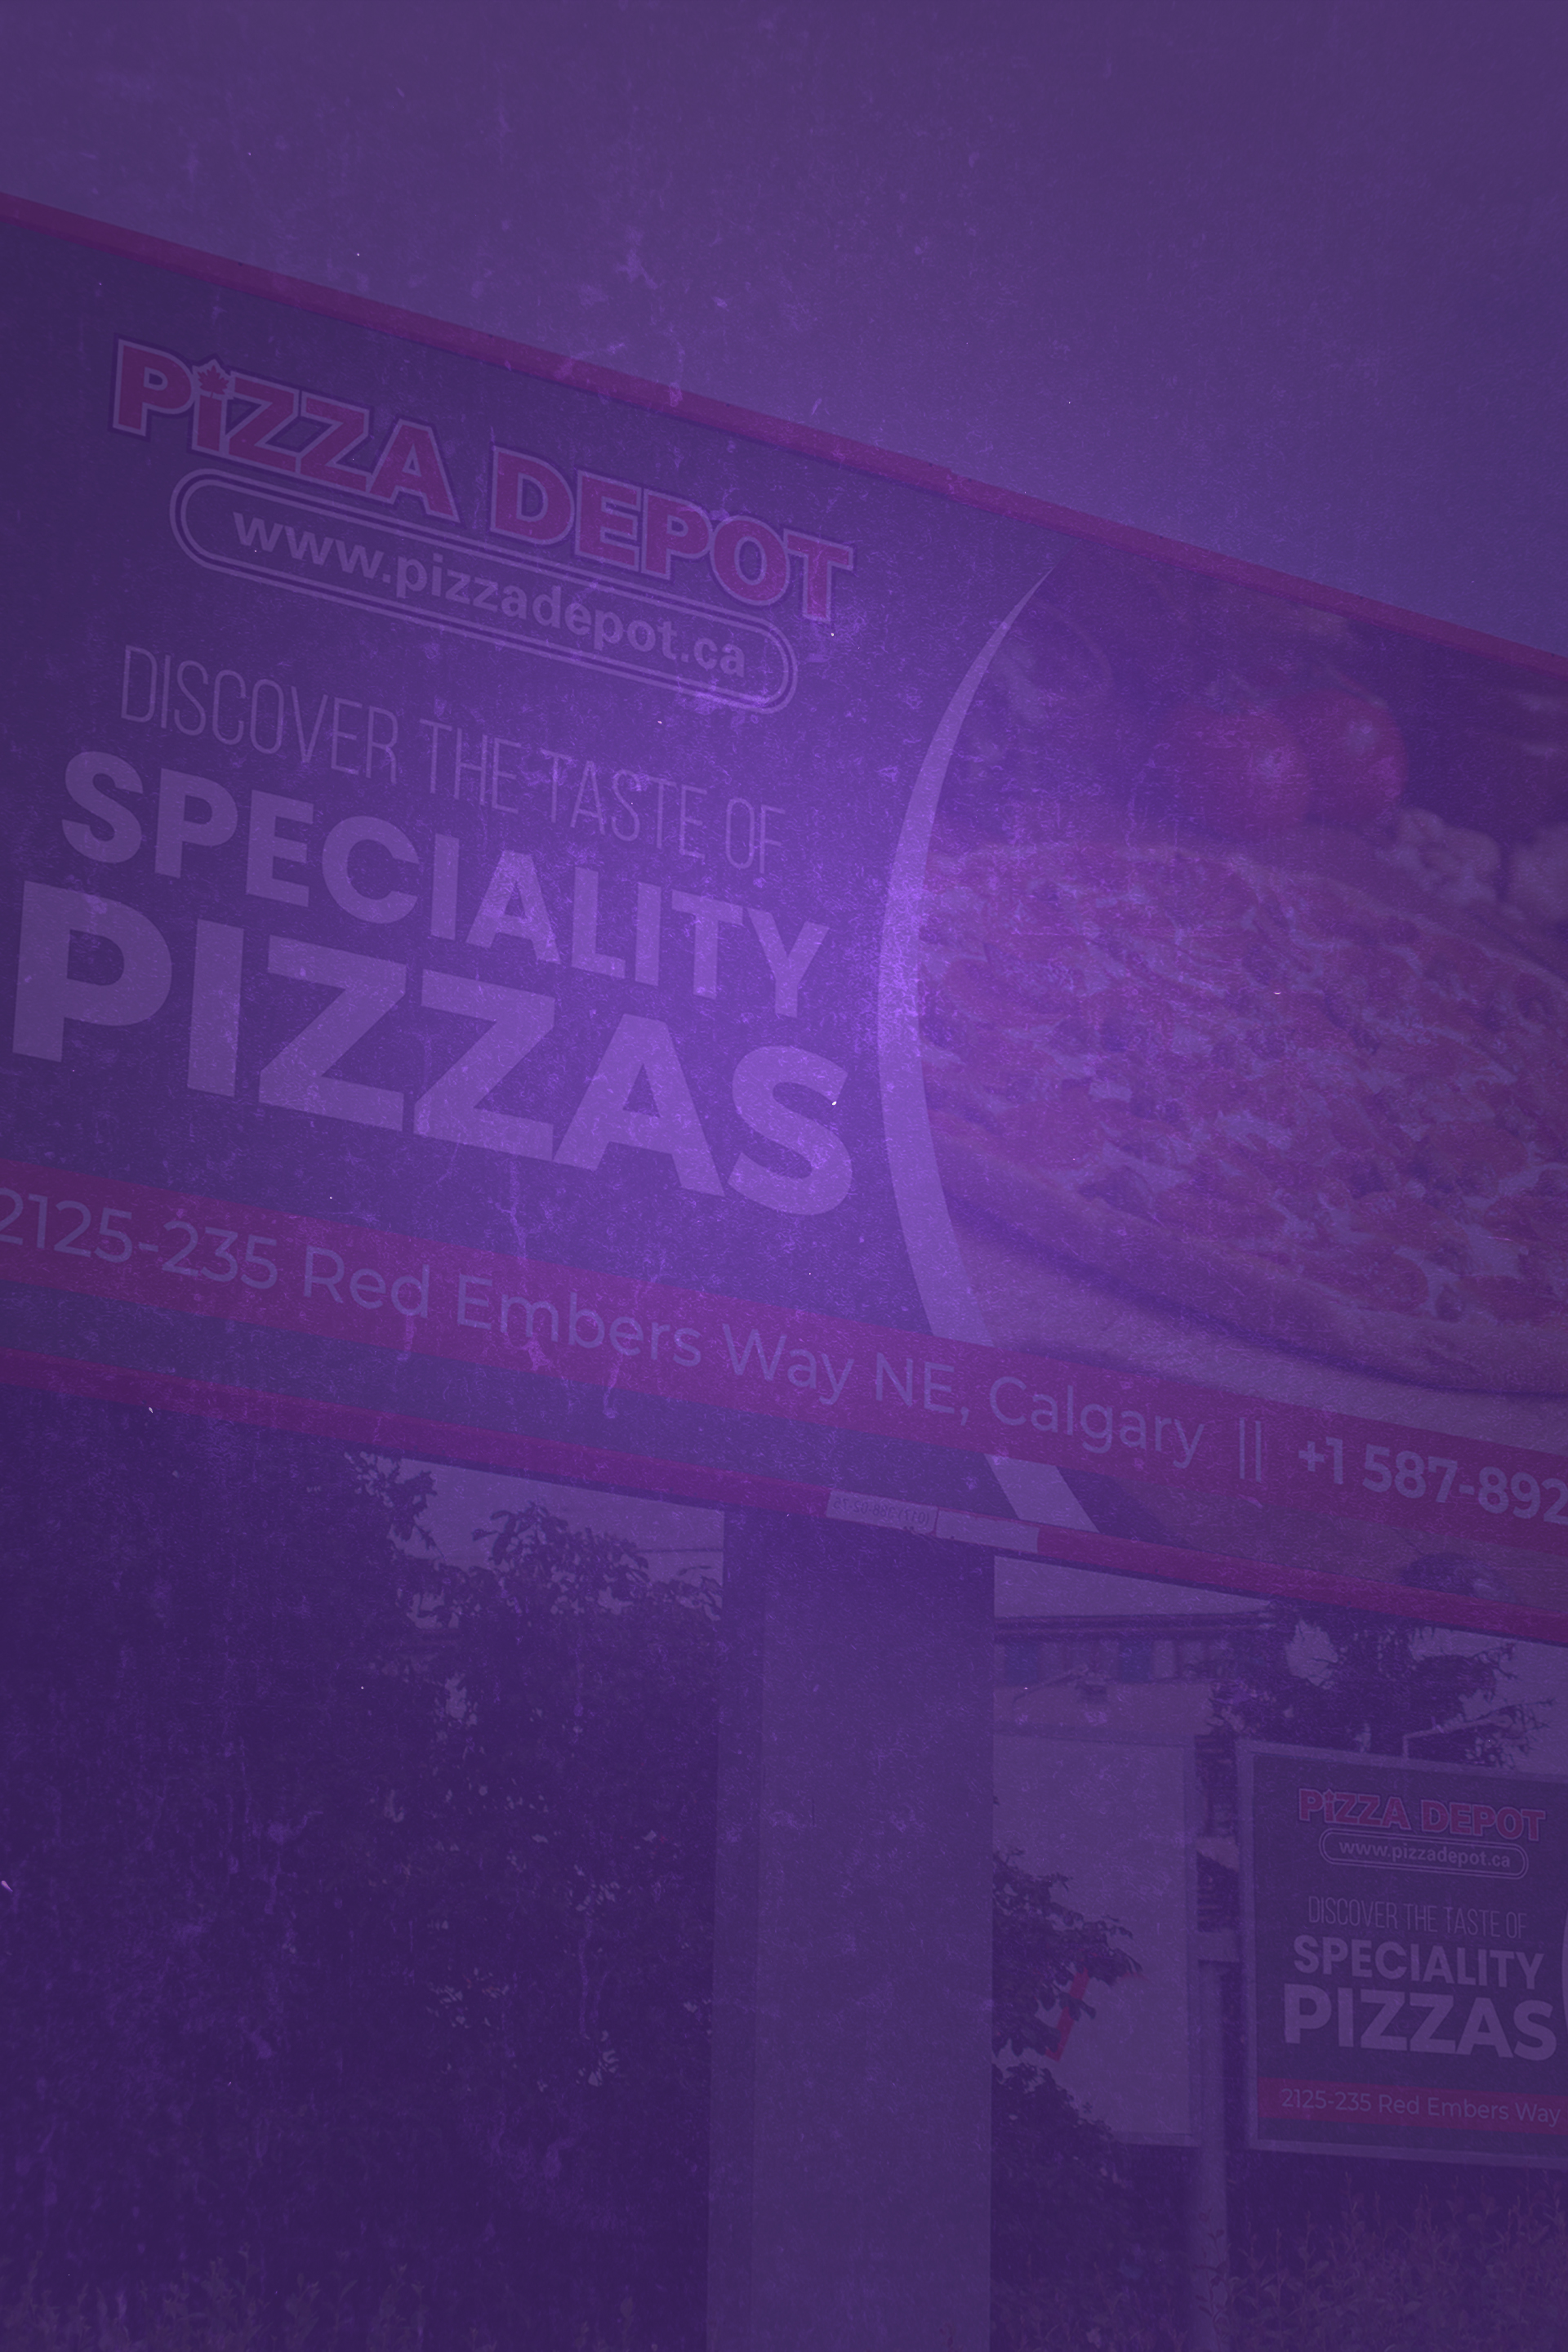 PiZZA DEPOT
www.pizzadepot.ca
DISCOVER THE TASTE OF
SPECIALITY
PIZZAS
2125-235 Red Embers Way NE, Calgary || +1 587-892
PiZZA DEPOT
www.pizzadepot.ca
DISCOVER THE TASTE OF
SPECIALITY
PIZZAS
2125-235 Red Embers Way